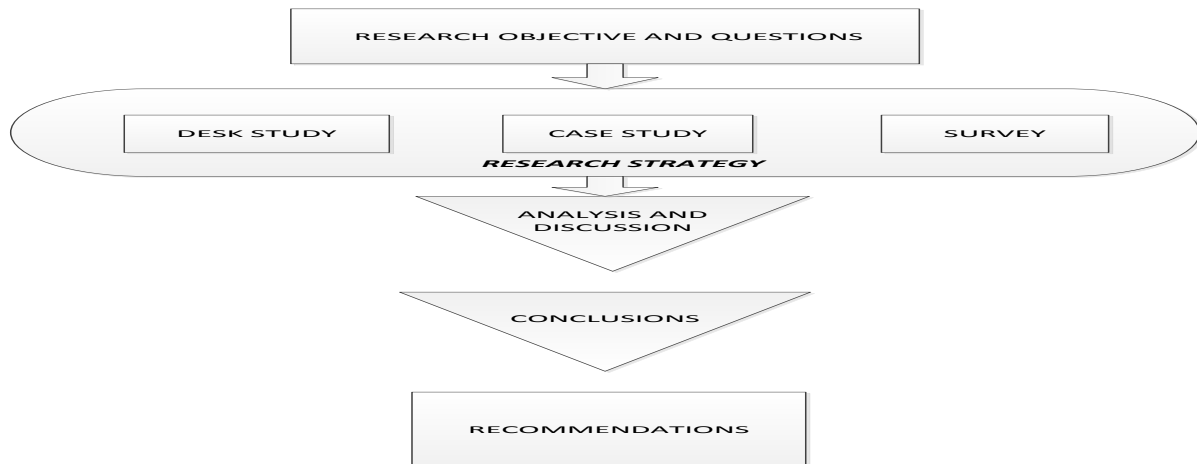 RESEARCH OBJECTIVE AND QUESTIONS
DESK STUDY
CASE STUDY
SURVEY
RESEARCH STRATEGY
ANALYSIS AND
DISCUSSION
CONCLUSIONS
RECOMMENDATIONS